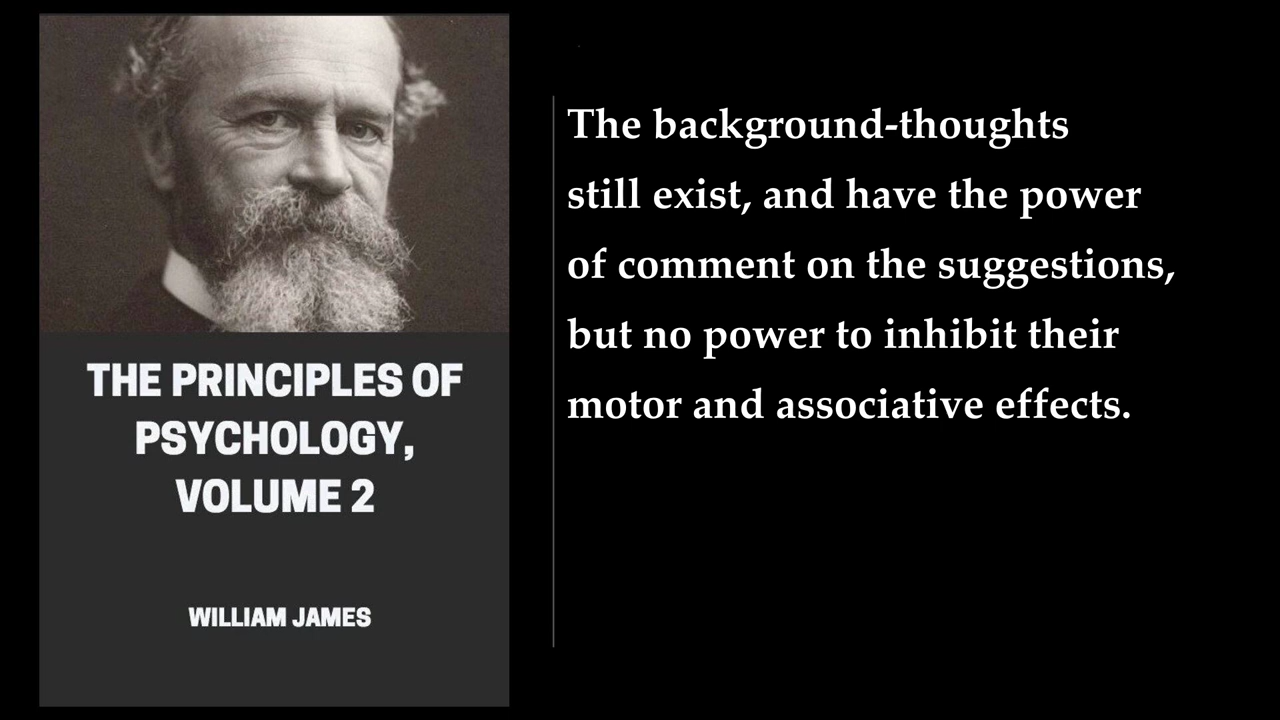 THE PRINCIPLES OF
PSYCHOLOGY,
VOLUME 2
WILLIAM JAMES
The background-thoughts
still exist, and have the power
of comment on the suggestions,
but no power to inhibit their
motor and associative effects.